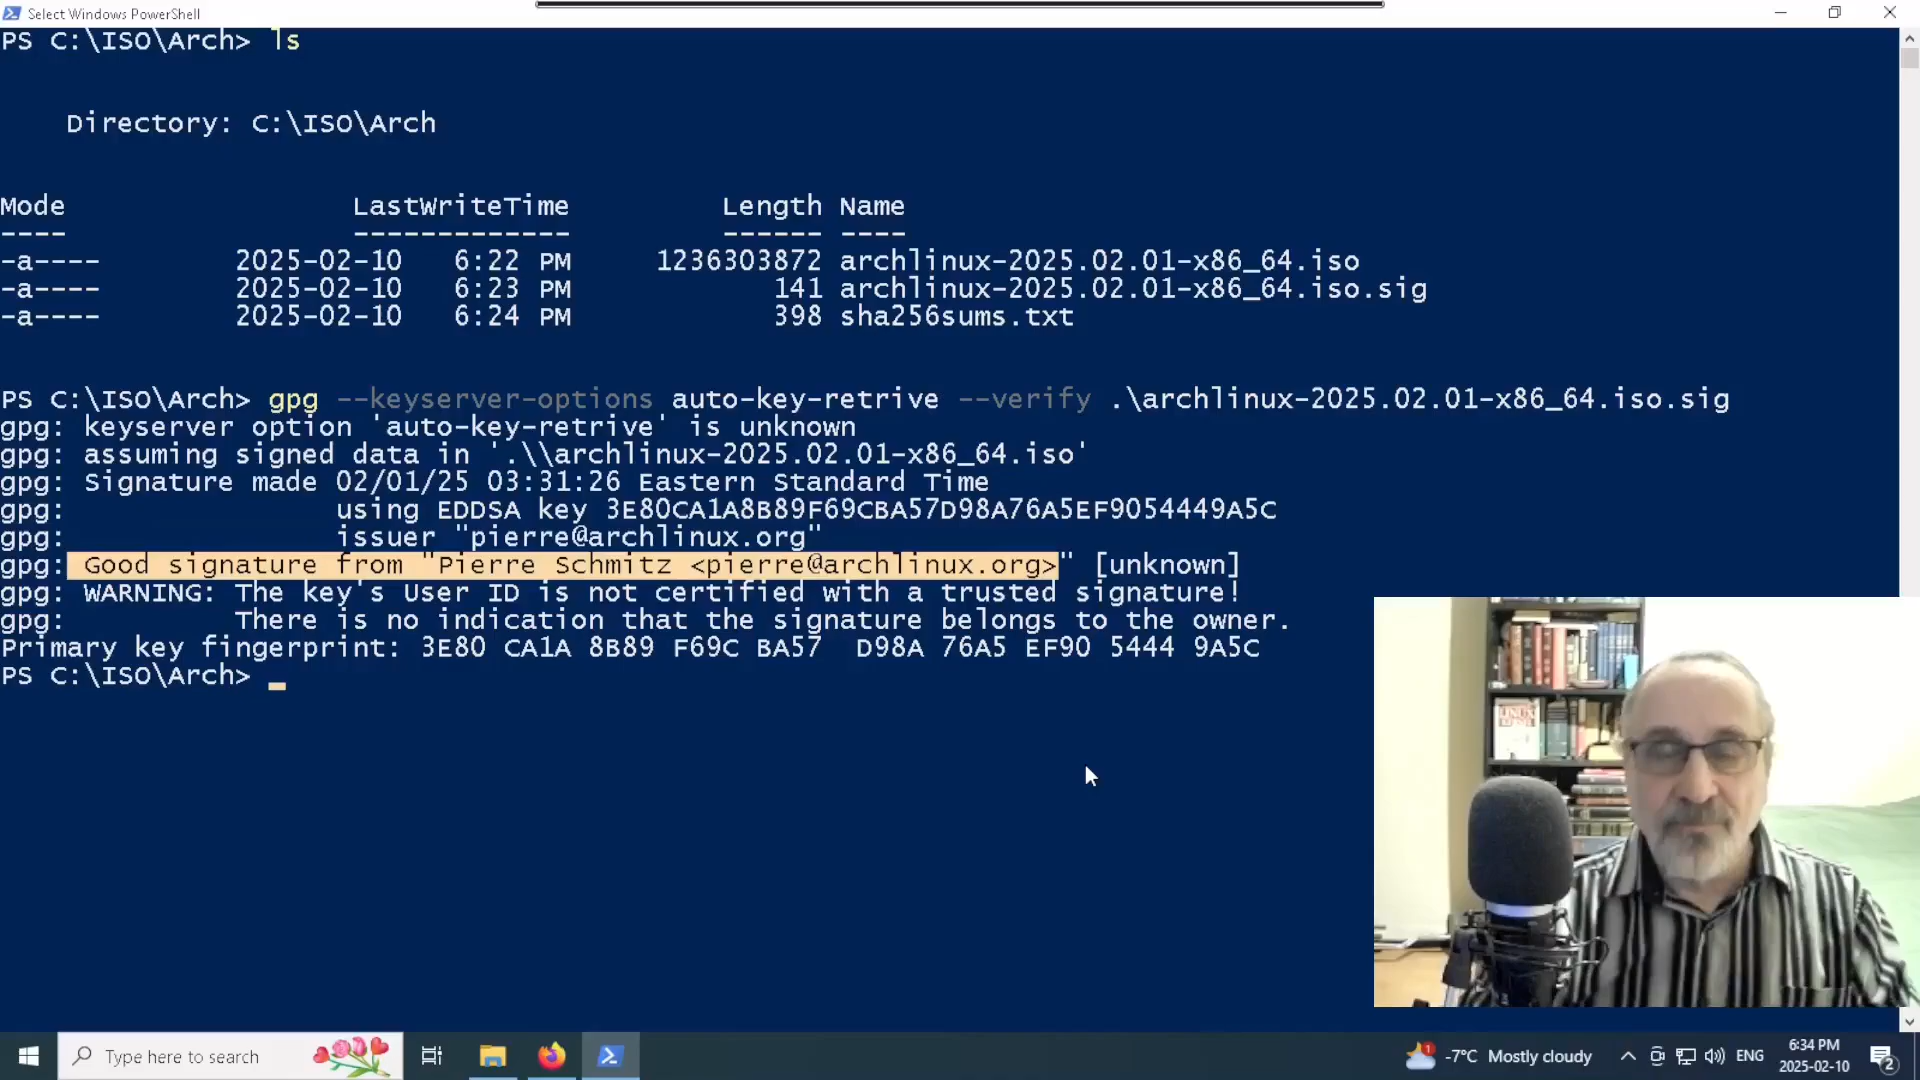 Select Windows PowerShell
PS C:\ISO\Arch> ls
Directory: C:\ISO\Arch
Mode LastWriteTime Length Name
---- ------------- ------ ----
-a---- 2025-02-10 6:22 PM 1236303872 archlinux-2025.02.01-x86_64.iso
-a---- 2025-02-10 6:23 PM 141 archlinux-2025.02.01-x86_64.iso.sig
-a---- 2025-02-10 6:24 PM 398 sha256sums.txt
PS C:\ISO\Arch> gpg --keyserver-options auto-key-retrive --verify .\archlinux-2025.02.01-x86_64.iso.sig
gpg: keyserver option 'auto-key-retrive' is unknown
gpg: assuming signed data in '.\\archlinux-2025.02.01-x86_64.iso'
gpg: Signature made 02/01/25 03:31:26 Eastern Standard Time
gpg: using EDDSA key 3E80CA1A8B89F69CBA57D98A76A5EF9054449A5C
gpg: issuer "pierre@archlinux.org"
gpg: Good signature from "Pierre Schmitz <pierre@archlinux.org>" [unknown]
gpg: WARNING: The key's User ID is not certified with a trusted signature!
gpg: There is no indication that the signature belongs to the owner.
Primary key fingerprint: 3E80 CA1A 8B89 F69C BA57 D98A 76A5 EF90 5444 9A5C
PS C:\ISO\Arch>
LINUX
Type here to search
1
-7°C Mostly cloudy
ENG
6:34 PM
2025-02-10
2